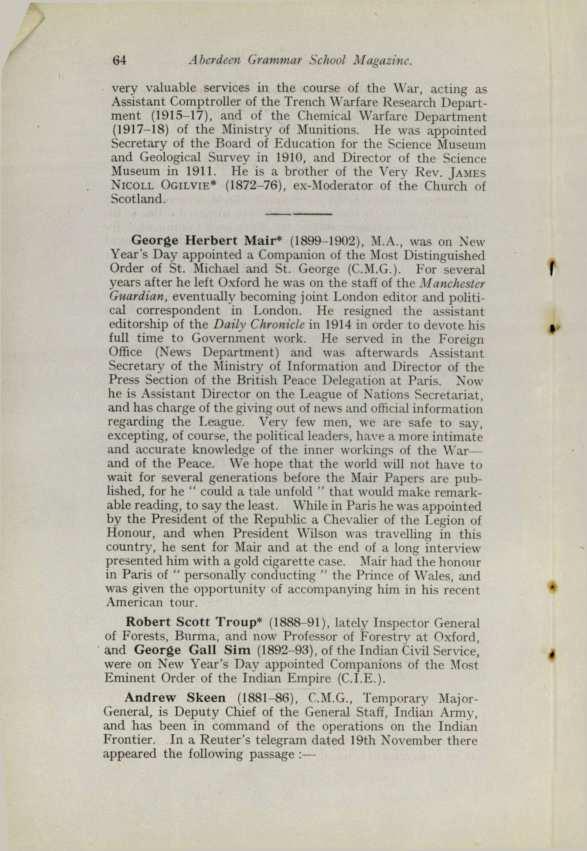 64 Aberdeen Grammar School Magazine.
very valuable services in the course of the War, acting as
Assistant Comptroller of the Trench Warfare Research Depart-
ment (1915–17), and of the Chemical Warfare Department
(1917–18) of the Ministry of Munitions. He was appointed
Secretary of the Board of Education for the Science Museum
and Geological Survey in 1910, and Director of the Science
Museum in 1911. He is a brother of the Very Rev. JAMES
NICOLL OGILVIE* (1872–76), ex-Moderator of the Church of
Scotland.
George Herbert Mair* (1899–1902), M.A., was on New
Year's Day appointed a Companion of the Most Distinguished
Order of St. Michael and St. George (C.M.G.). For several
years after he left Oxford he was on the staff of the Manchester
Guardian, eventually becoming joint London editor and politi-
cal correspondent in London. He resigned the assistant
editorship of the Daily Chronicle in 1914 in order to devote his
full time to Government work. He served in the Foreign
Office (News Department) and was afterwards Assistant
Secretary of the Ministry of Information and Director of the
Press Section of the British Peace Delegation at Paris. Now
he is Assistant Director on the League of Nations Secretariat,
and has charge of the giving out of news and official information
regarding the League. Very few men, we are safe to say,
excepting, of course, the political leaders, have a more intimate
and accurate knowledge of the inner workings of the War—
and of the Peace. We hope that the world will not have to
wait for several generations before the Mair Papers are pub-
lished, for he " could a tale unfold " that would make remark-
able reading, to say the least. While in Paris he was appointed
by the President of the Republic a Chevalier of the Legion of
Honour, and when President Wilson was travelling in this
country, he sent for Mair and at the end of a long interview
presented him with a gold cigarette case. Mair had the honour
in Paris of " personally conducting " the Prince of Wales, and
was given the opportunity of accompanying him in his recent
American tour.
Robert Scott Troup* (1888–91), lately Inspector General
of Forests, Burma, and now Professor of Forestry at Oxford,
and George Gall Sim (1892–93), of the Indian Civil Service,
were on New Year's Day appointed Companions of the Most
Eminent Order of the Indian Empire (C.I.E.).
Andrew Skeen (1881–86), C.M.G., Temporary Major-
General, is Deputy Chief of the General Staff, Indian Army,
and has been in command of the operations on the Indian
Frontier. In a Reuter's telegram dated 19th November there
appeared the following passage :—